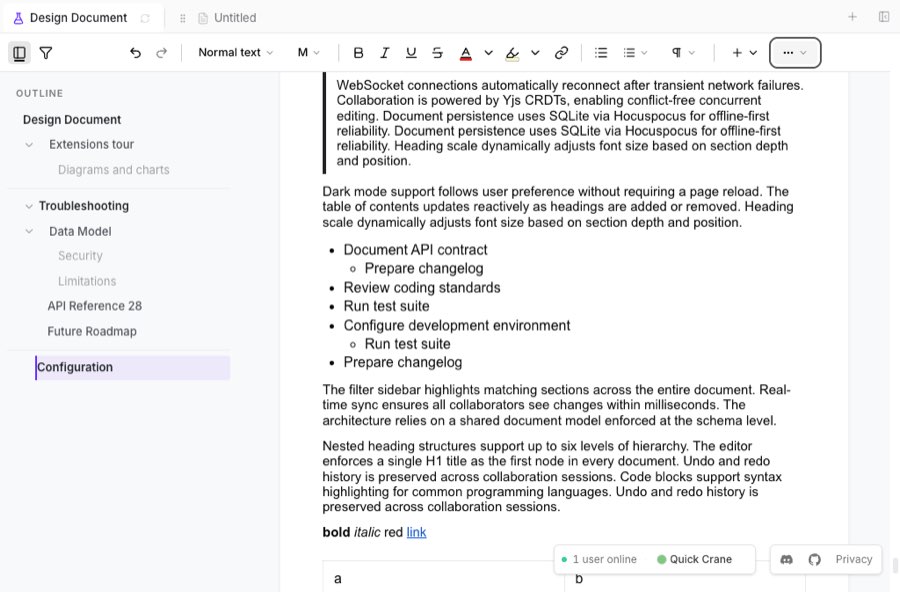 Design Document
Untitled
Normal text
M
B I U S A
OUTLINE
Design Document
Extensions tour
Diagrams and charts
Troubleshooting
Data Model
Security
Limitations
API Reference 28
Future Roadmap
Configuration
WebSocket connections automatically reconnect after transient network failures.
Collaboration is powered by Yjs CRDTs, enabling conflict-free concurrent
editing. Document persistence uses SQLite via Hocuspocus for offline-first
reliability. Document persistence uses SQLite via Hocuspocus for offline-first
reliability. Heading scale dynamically adjusts font size based on section depth
and position.
Dark mode support follows user preference without requiring a page reload. The
table of contents updates reactively as headings are added or removed. Heading
scale dynamically adjusts font size based on section depth and position.
Document API contract
Prepare changelog
Review coding standards
Run test suite
Configure development environment
Run test suite
Prepare changelog
The filter sidebar highlights matching sections across the entire document. Real-
time sync ensures all collaborators see changes within milliseconds. The
architecture relies on a shared document model enforced at the schema level.
Nested heading structures support up to six levels of hierarchy. The editor
enforces a single H1 title as the first node in every document. Undo and redo
history is preserved across collaboration sessions. Code blocks support syntax
highlighting for common programming languages. Undo and redo history is
preserved across collaboration sessions.
bold italic red link
a b
1 user online Quick Crane Privacy